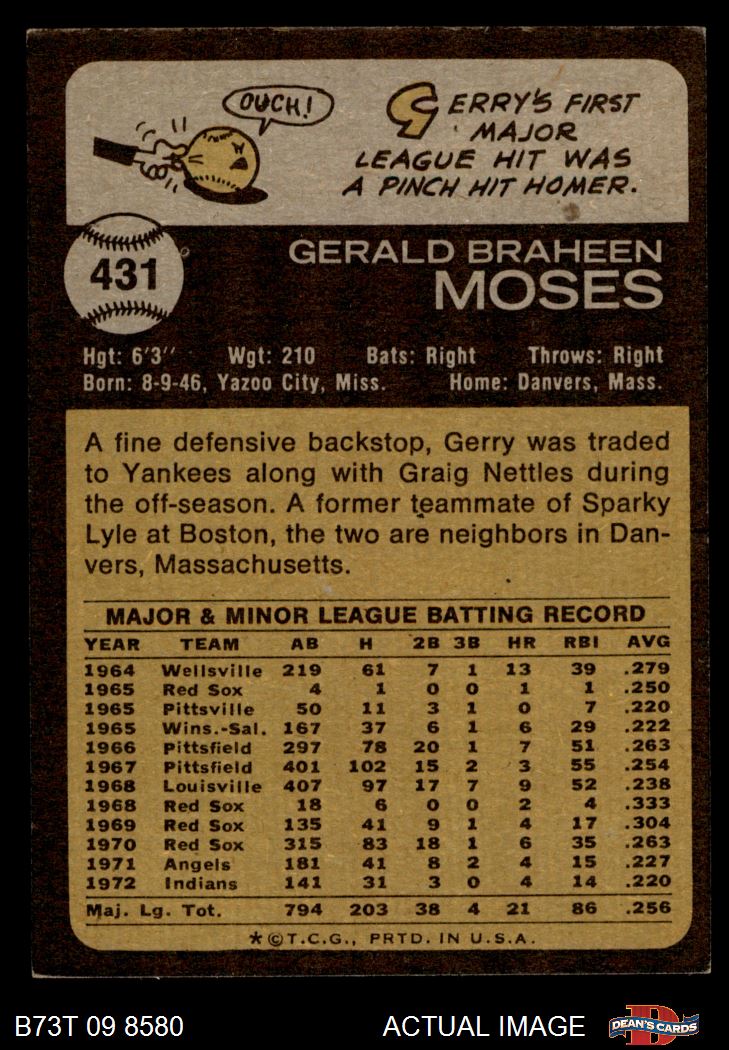 OUCH!
GERRY'S FIRST
MAJOR
LEAGUE HIT WAS
A PINCH HIT HOMER.
431
GERALD BRAHEEN
MOSES
Hgt: 6'3" Wgt: 210 Bats: Right Throws: Right
Born: 8-9-46, Yazoo City, Miss. Home: Danvers, Mass.
A fine defensive backstop, Gerry was traded
to Yankees along with Graig Nettles during
the off-season. A former teammate of Sparky
Lyle at Boston, the two are neighbors in Dan-
vers, Massachusetts.
MAJOR & MINOR LEAGUE BATTING RECORD
YEAR TEAM AB H 2B 3B HR RBI AVG
1964 Wellsville 219 61 7 1 13 39 .279
1965 Red Sox 4 1 0 0 1 1 .250
1965 Pittsville 50 11 3 1 0 7 .220
1965 Wins.-Sal. 167 37 6 1 6 29 .222
1966 Pittsfield 297 78 20 1 7 51 .263
1967 Pittsfield 401 102 15 2 3 55 .254
1968 Louisville 407 97 17 7 9 52 .238
1968 Red Sox 18 6 0 0 2 4 .333
1969 Red Sox 135 41 9 1 4 17 .304
1970 Red Sox 315 83 18 1 6 35 .263
1971 Angels 181 41 8 2 4 15 .227
1972 Indians 141 31 3 0 4 14 .220
Maj. Lg. Tot. 794 203 38 4 21 86 .256
*©T.C.G., PRTD. IN U.S.A.
B73T 09 8580 ACTUAL IMAGE DEAN'S CARDS